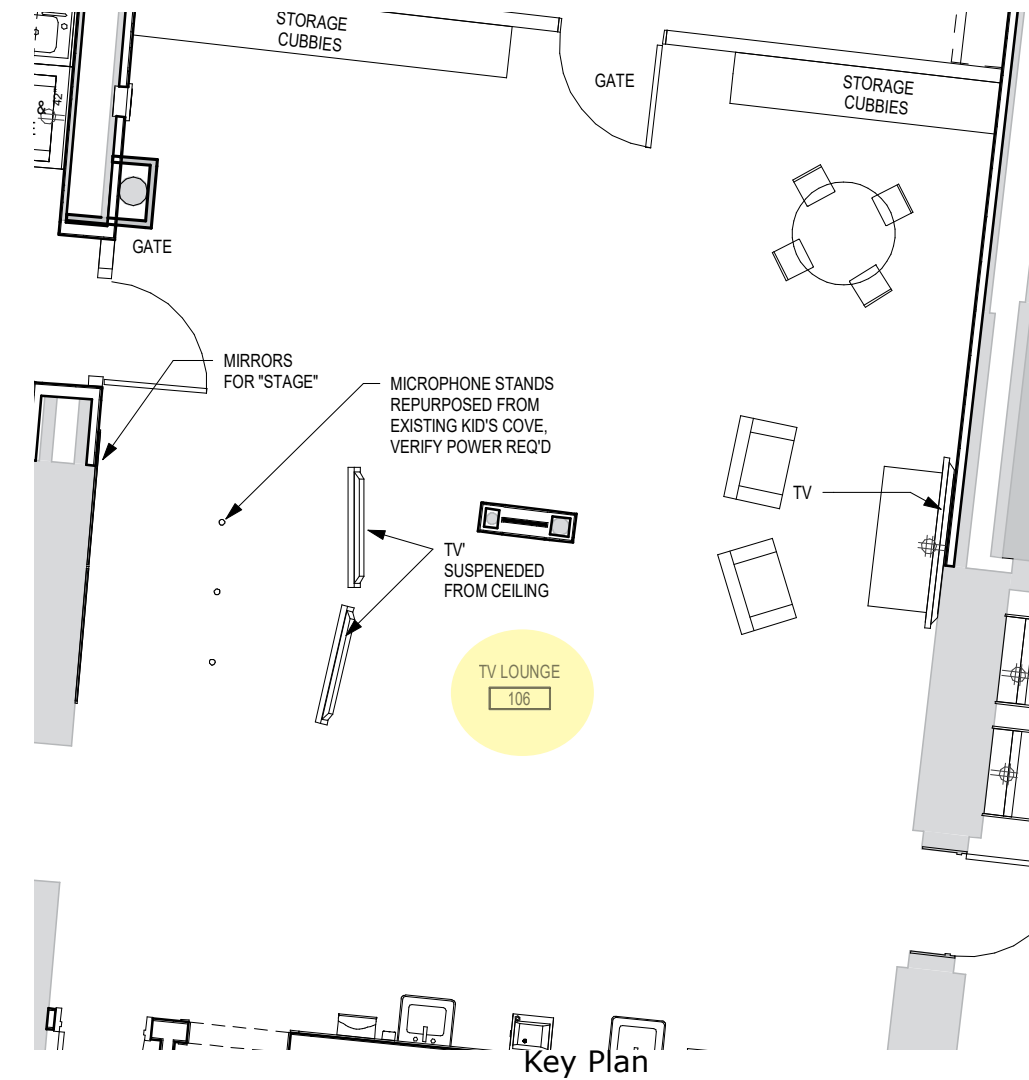 STORAGE
CUBBIES
GATE
STORAGE
CUBBIES
&
42"
GATE
MIRRORS
FOR "STAGE"
MICROPHONE STANDS
REPURPOSED FROM
EXISTING KID'S COVE,
VERIFY POWER REQ'D
TV
TV'
SUSPENEDED
FROM CEILING
TV LOUNGE
106
Key Plan